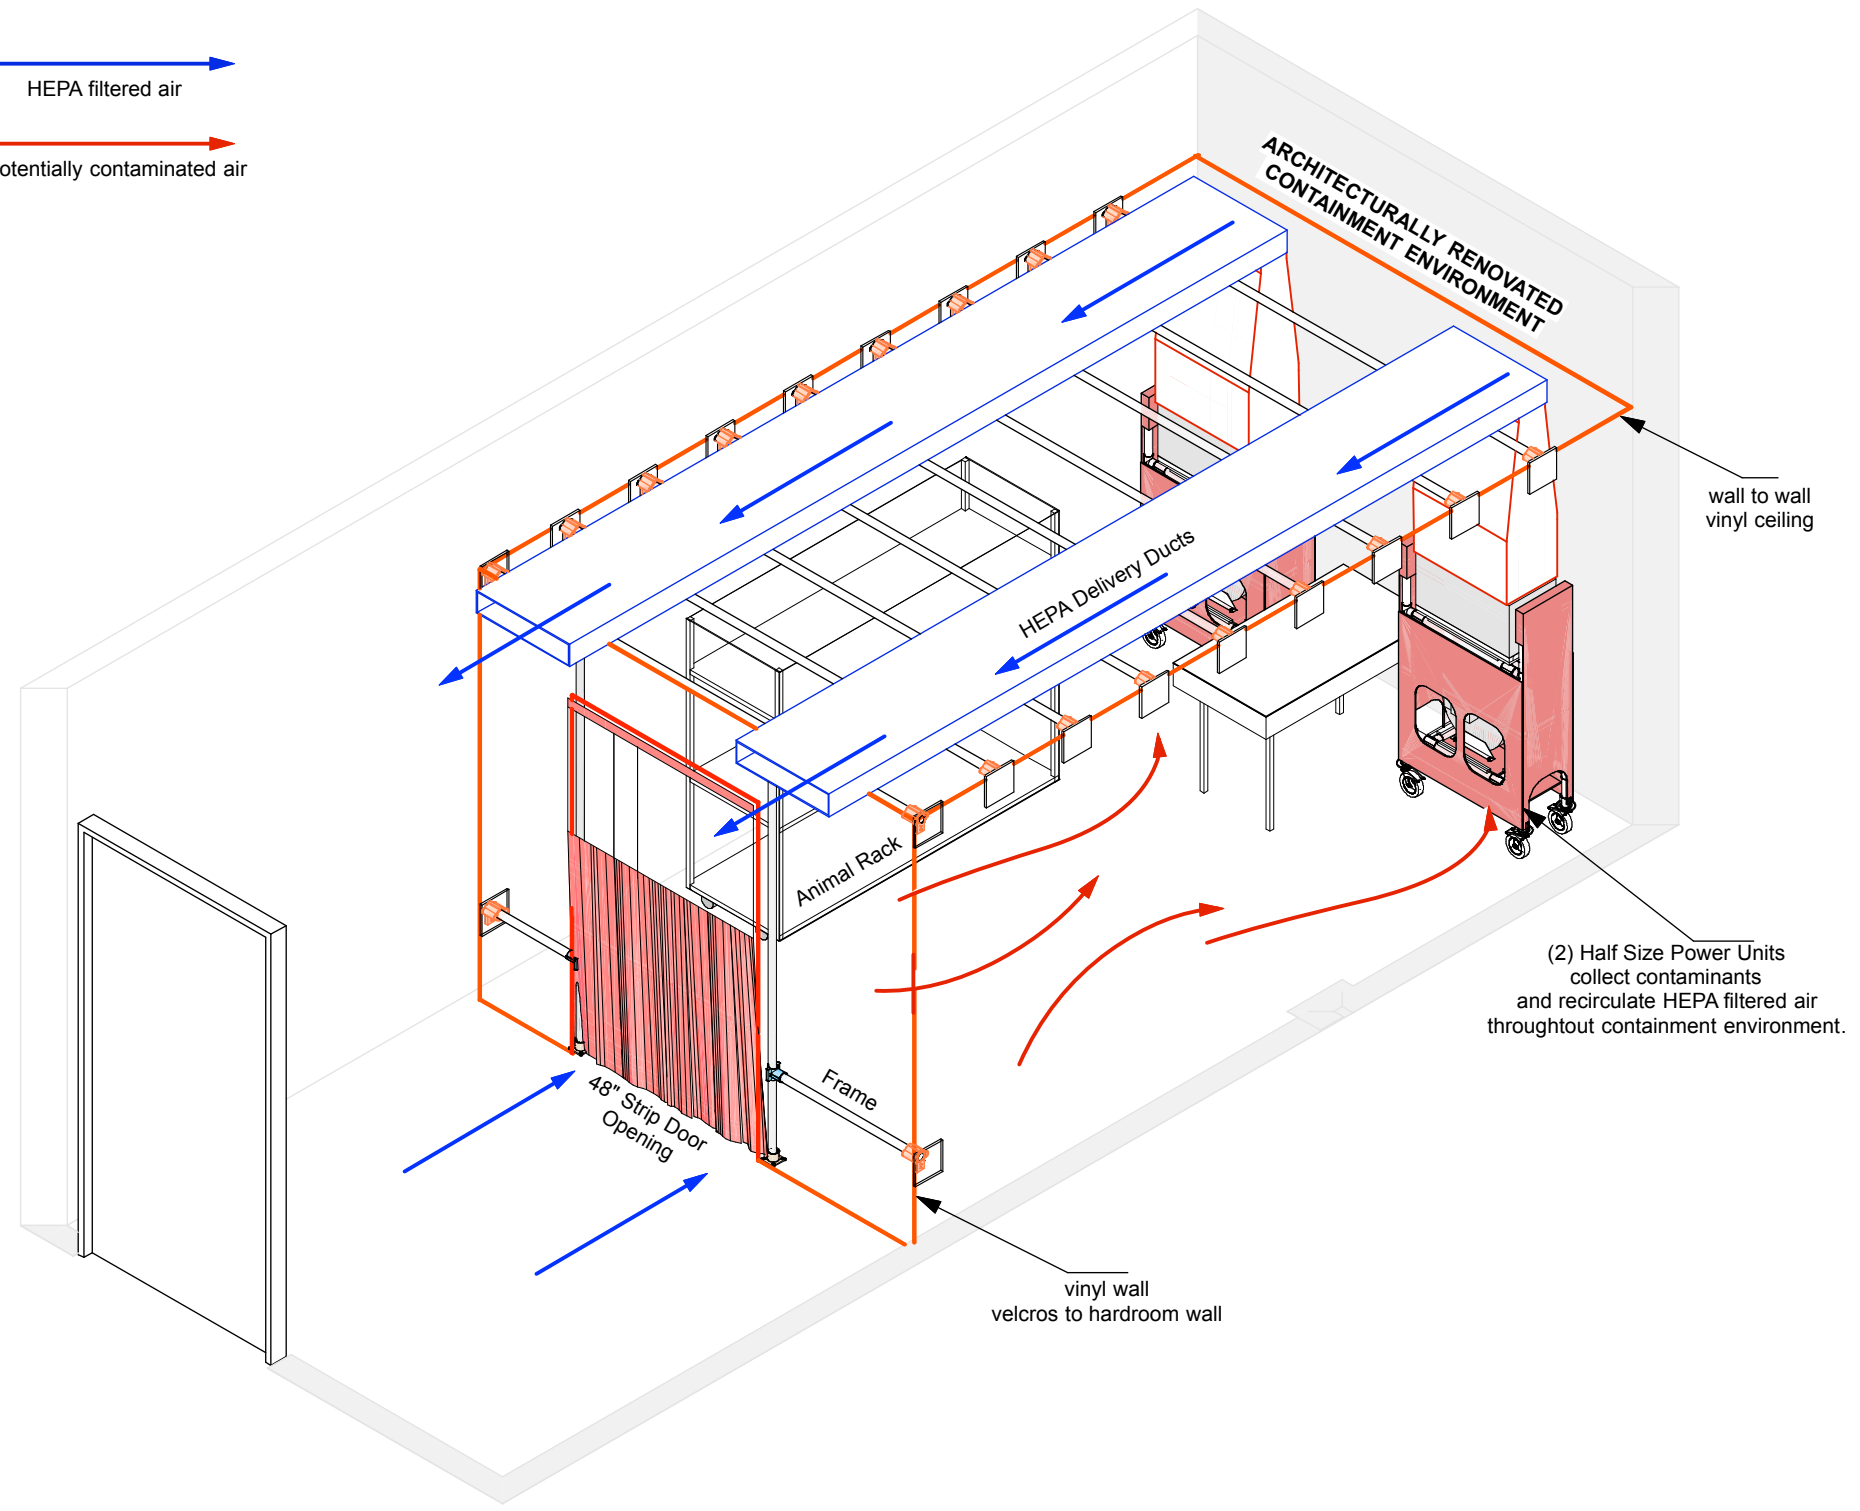 HEPA filtered air
otentially contaminated air
ARCHITECTURALLY RENOVATED
CONTAINMENT ENVIRONMENT
wall to wall
vinyl ceiling
HEPA Delivery Ducts
Animal Rack
(2) Half Size Power Units
collect contaminants
and recirculate HEPA filtered air
throughtout containment environment.
Frame
48" Strip Door
Opening
vinyl wall
velcros to hardroom wall